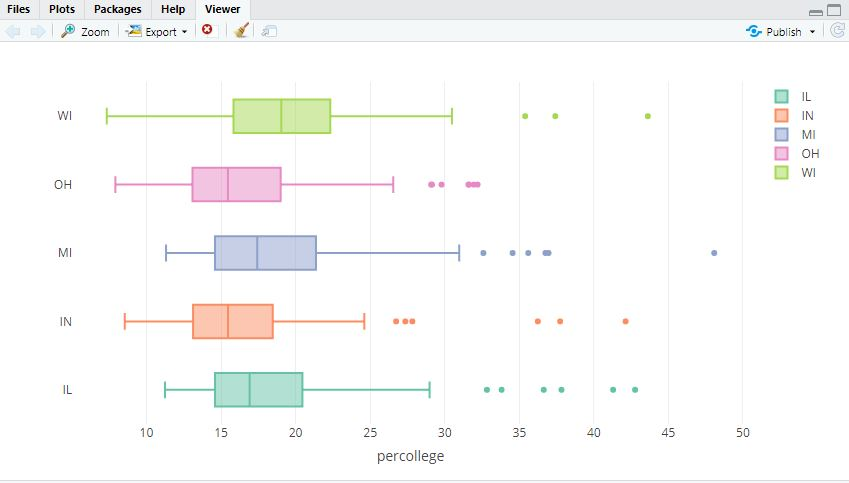 Files Plots Packages Help Viewer
Zoom Export Publish
WI
OH
MI
IN
IL
10 15 20 25 30 35 40 45 50
percollege
IL
IN
MI
OH
WI